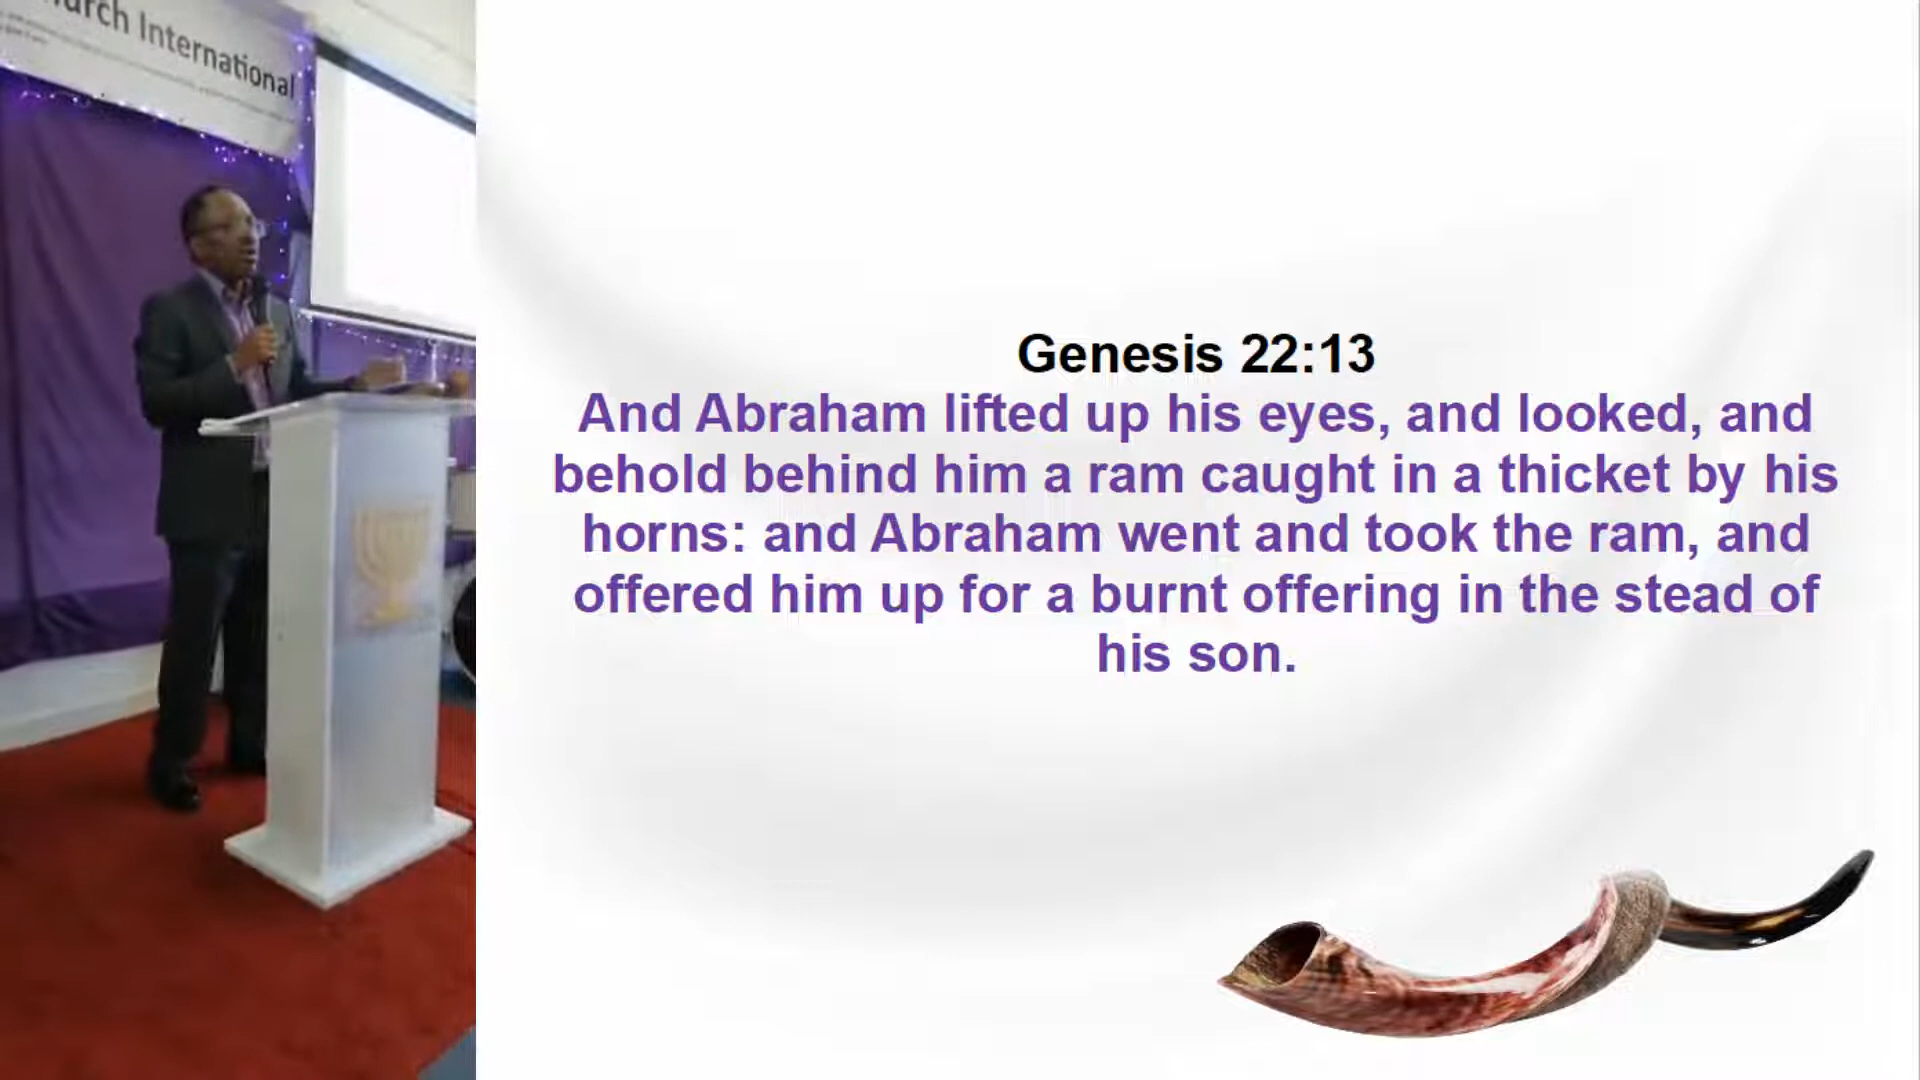 International
Genesis 22:13
And Abraham lifted up his eyes, and looked, and
behold behind him a ram caught in a thicket by his
horns: and Abraham went and took the ram, and
offered him up for a burnt offering in the stead of
his son.